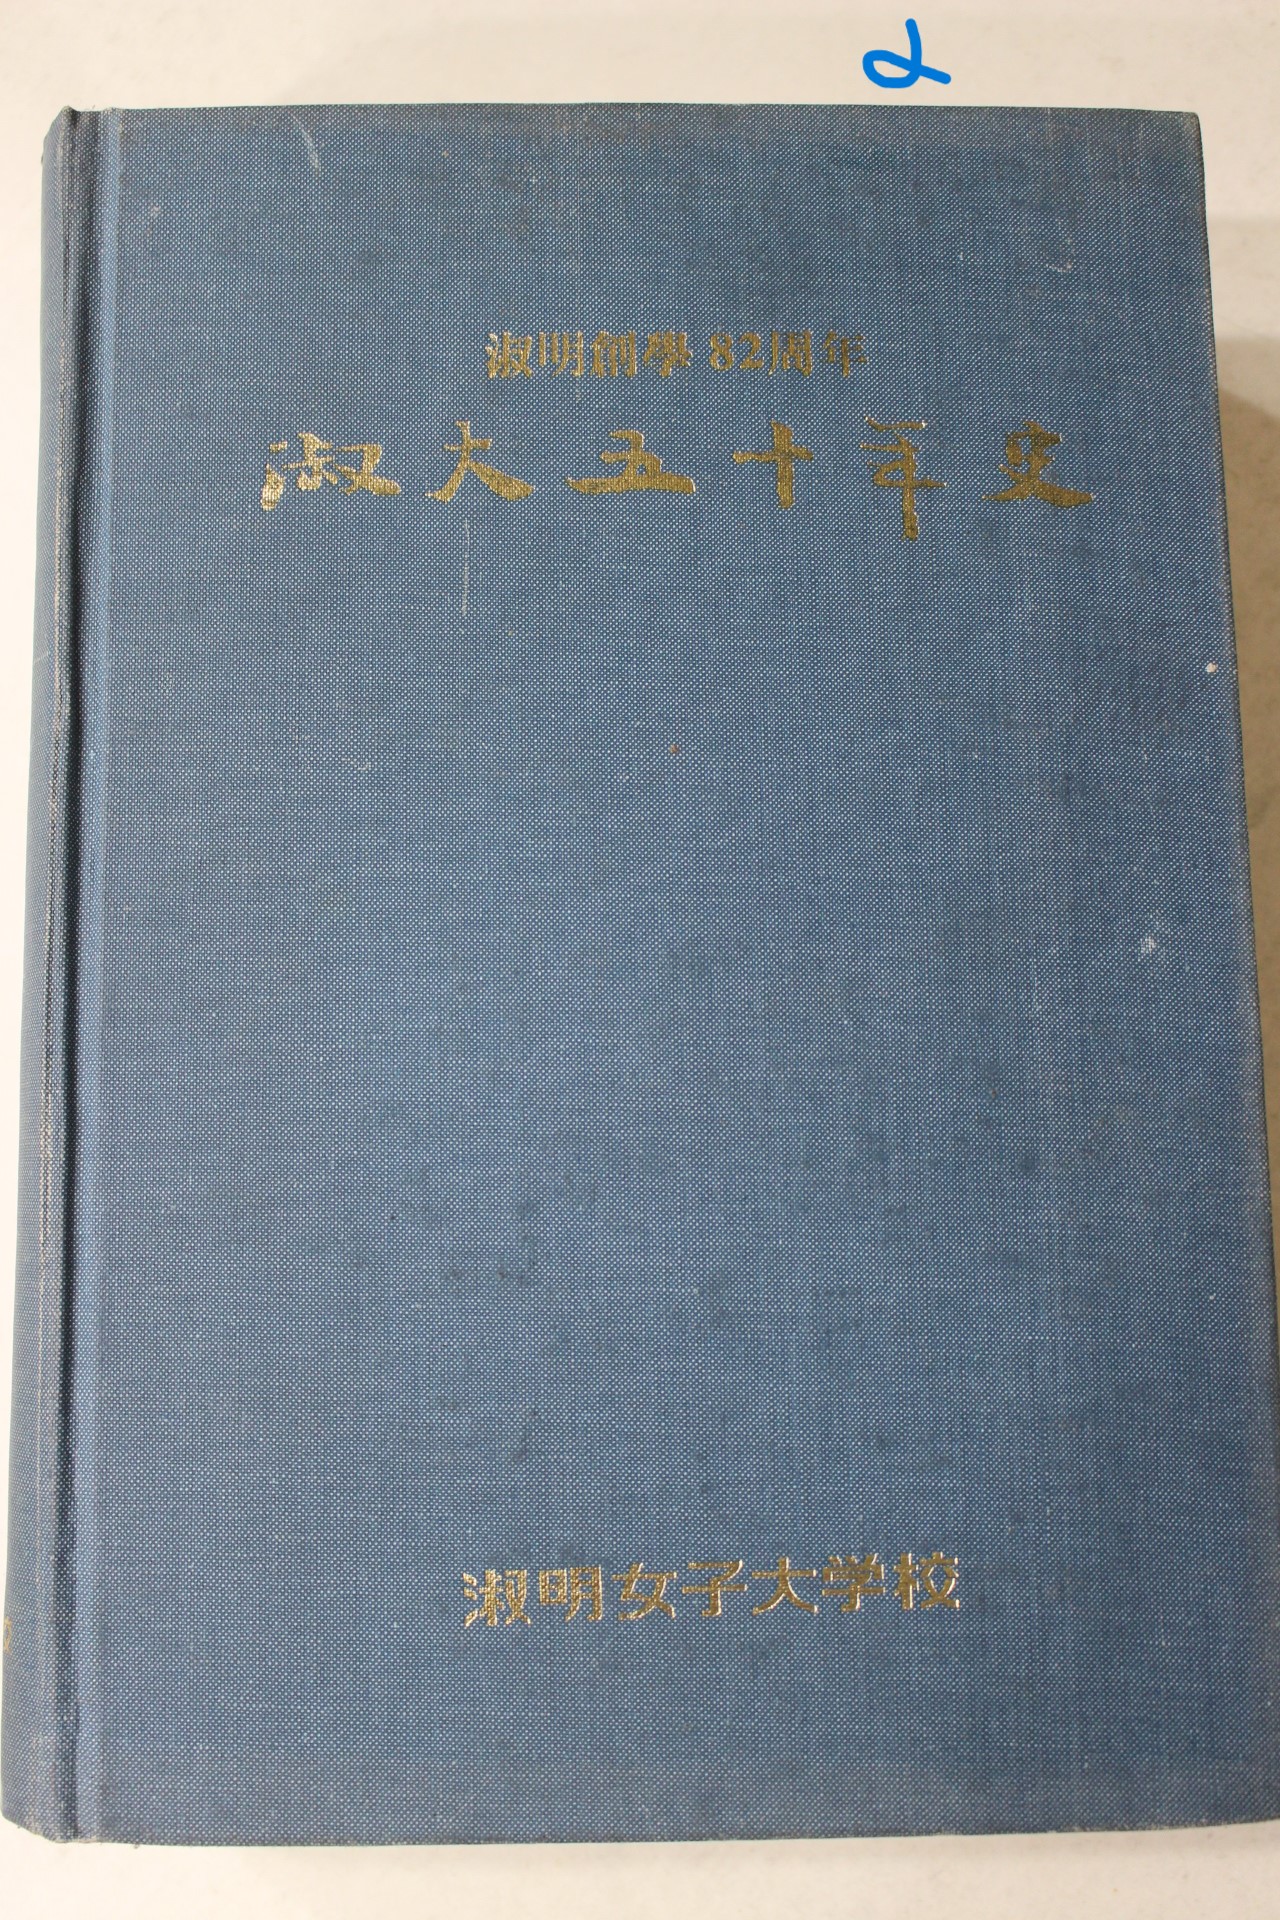 淑明創學 82周年
淑大五十年史
淑明女子大学校